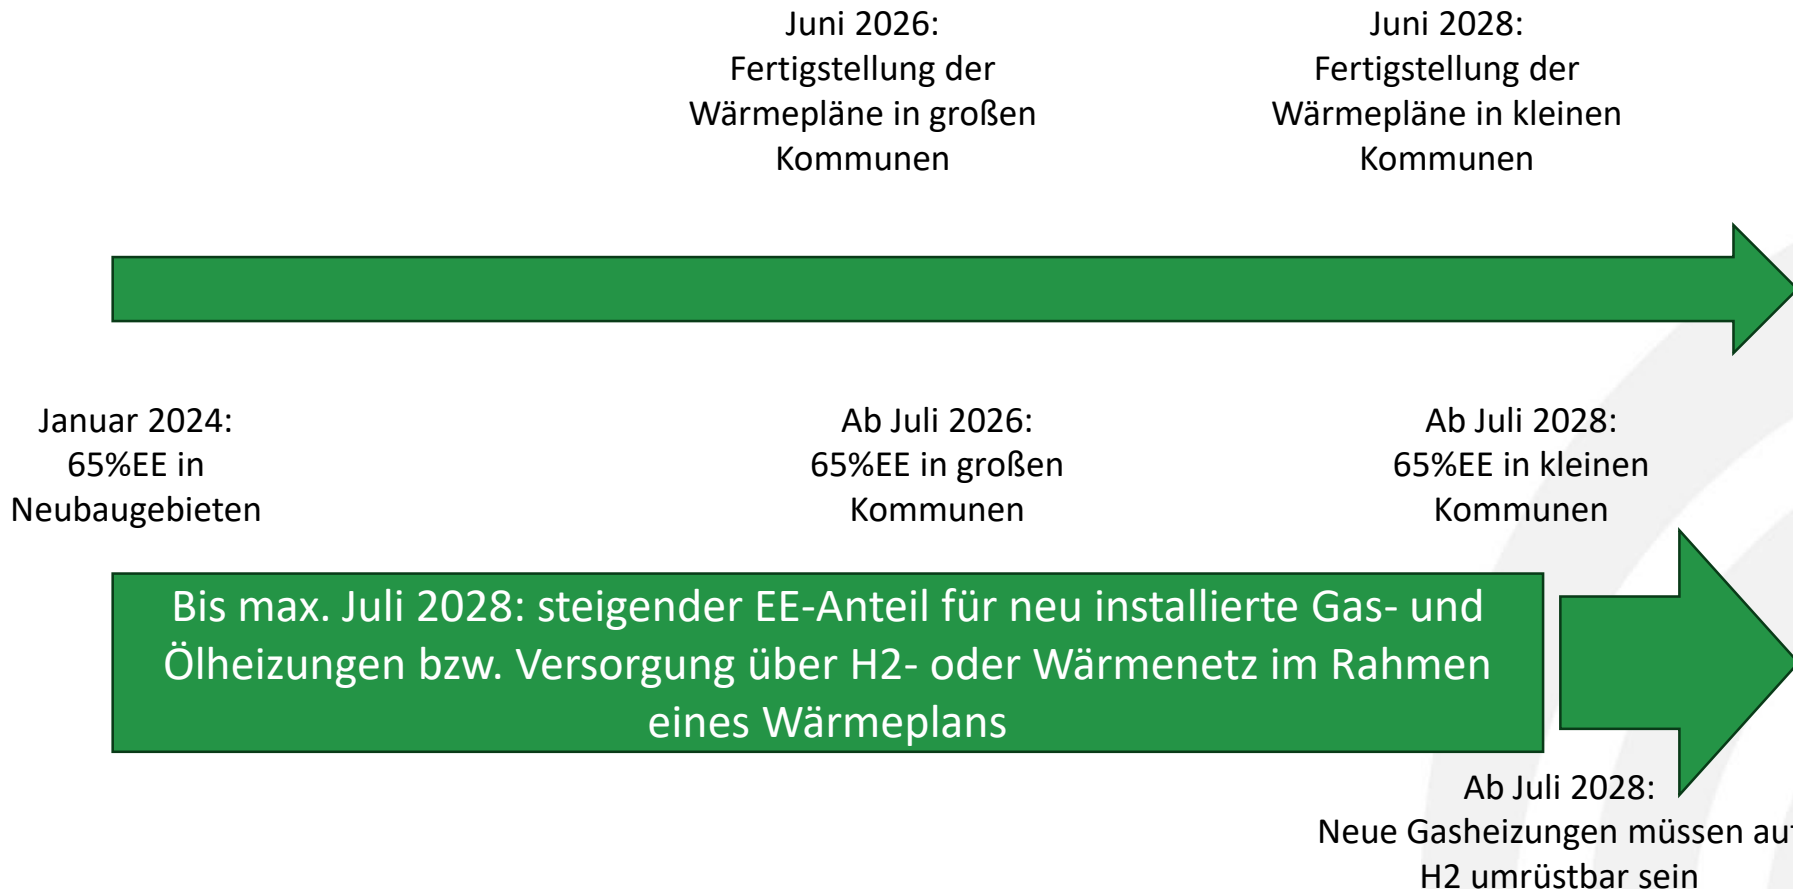 Juni 2026:
Fertigstellung der
Wärmepläne in großen
Kommunen
Juni 2028:
Fertigstellung der
Wärmepläne in kleinen
Kommunen
Januar 2024:
65%EE in
Neubaugebieten
Ab Juli 2026:
65%EE in großen
Kommunen
Ab Juli 2028:
65%EE in kleinen
Kommunen
Bis max. Juli 2028: steigender EE-Anteil für neu installierte Gas- und
Ölheizungen bzw. Versorgung über H2- oder Wärmenetz im Rahmen
eines Wärmeplans
Ab Juli 2028:
Neue Gasheizungen müssen auf
H2 umrüstbar sein